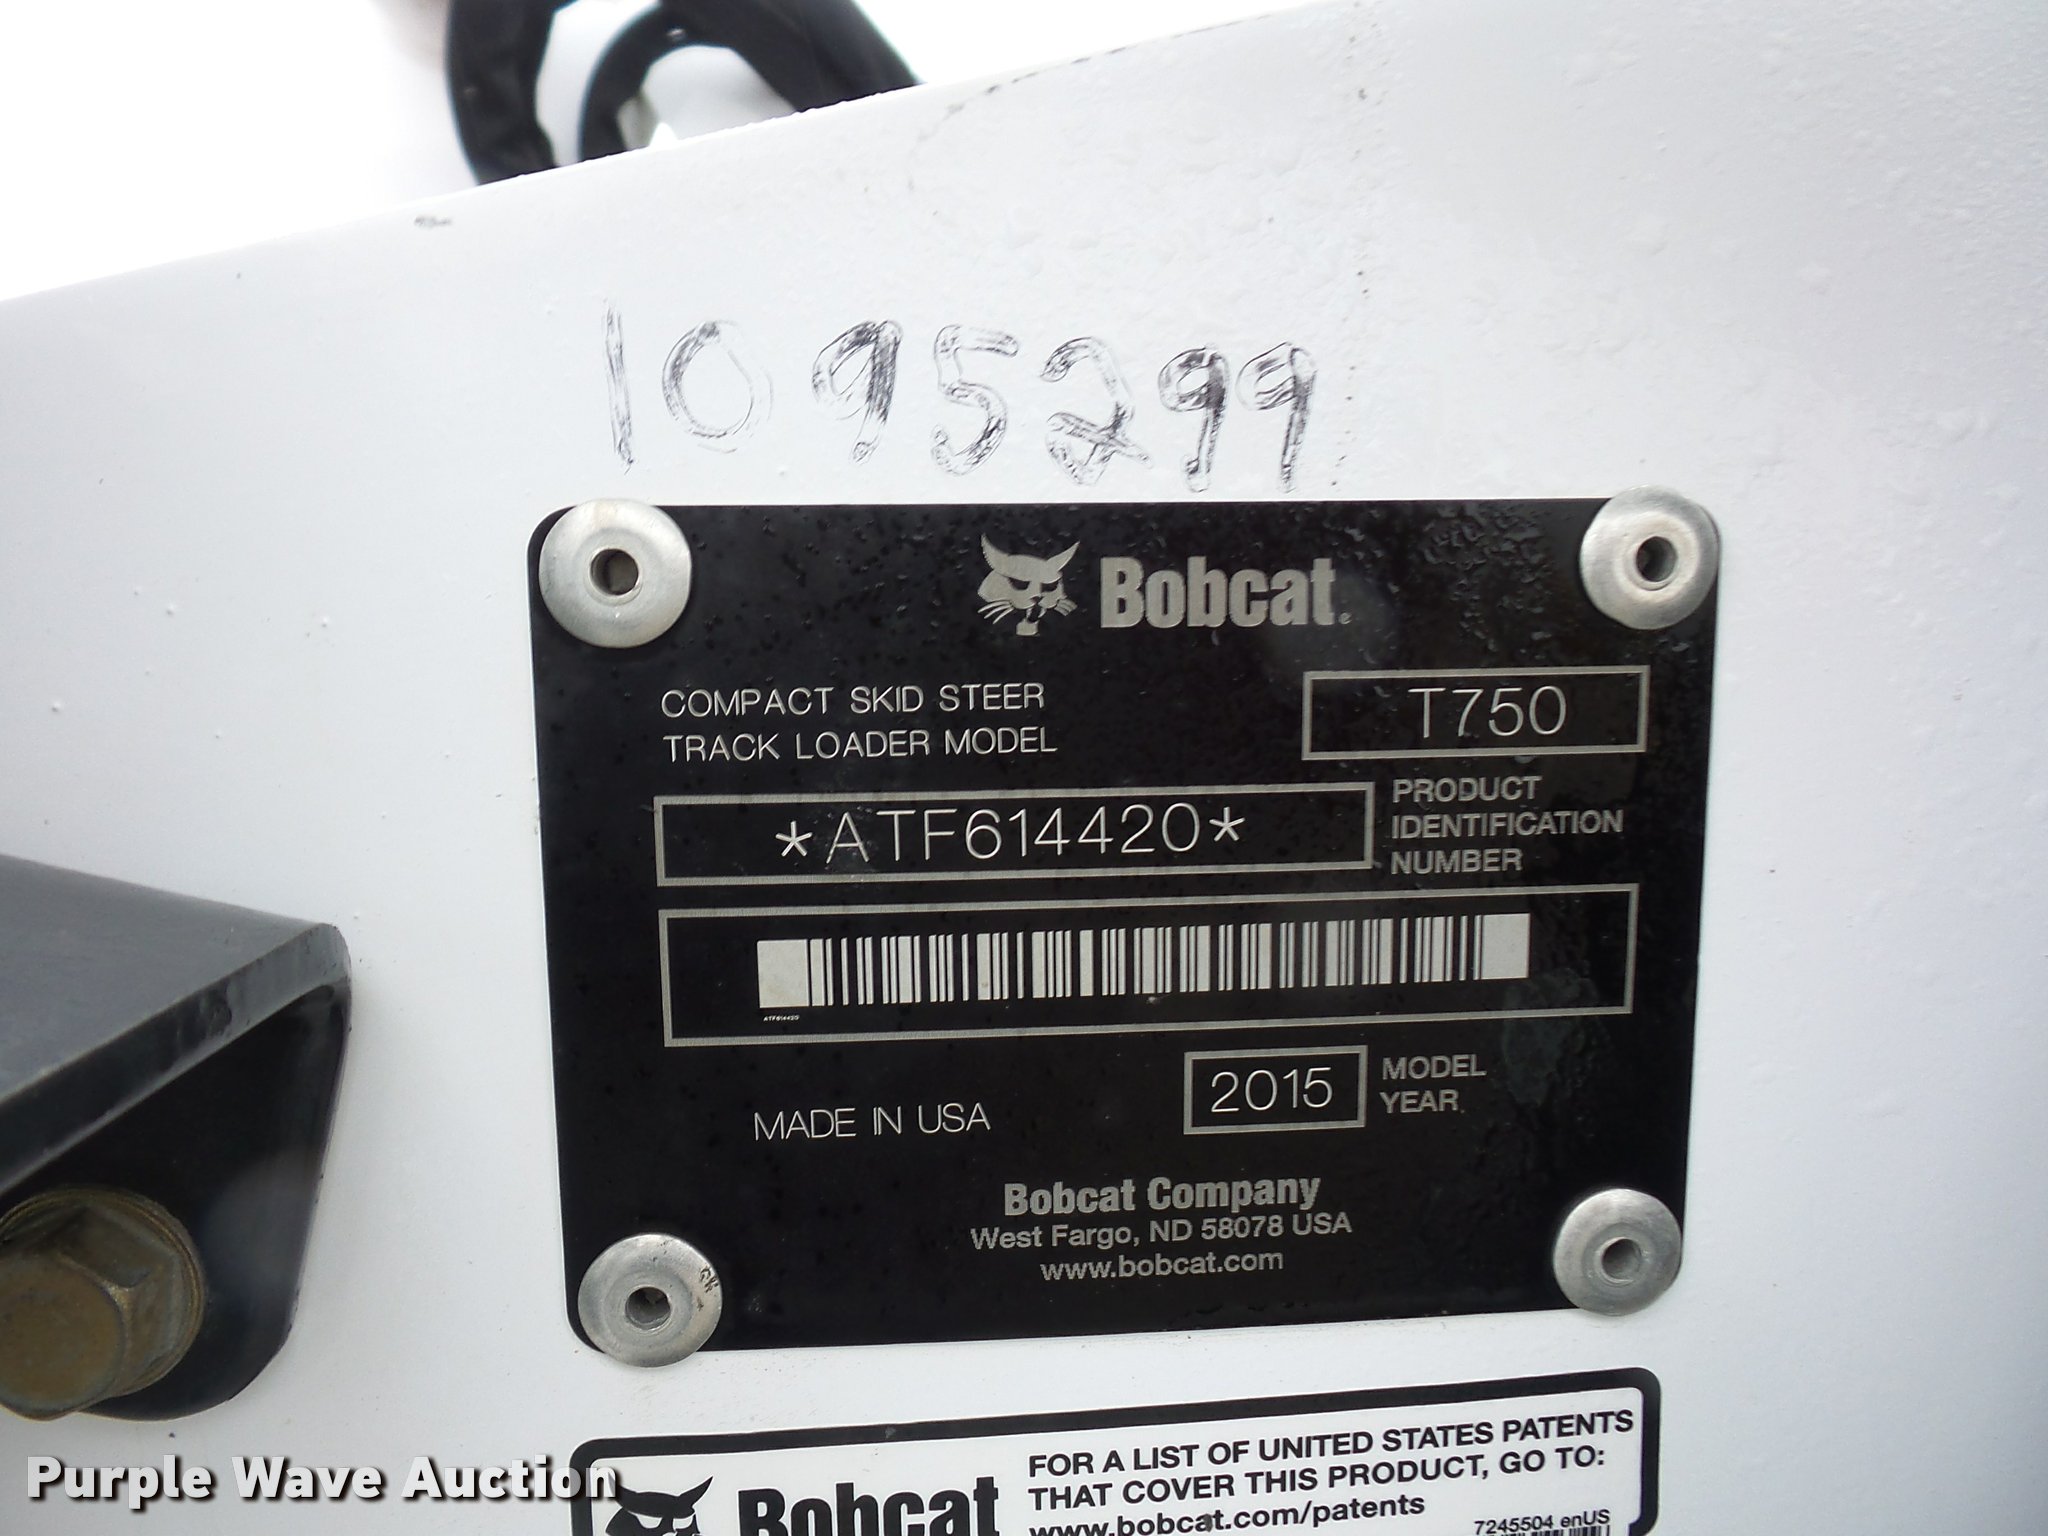 1095299
Bobcat.
COMPACT SKID STEER
TRACK LOADER MODEL
T750
*ATF614420*
PRODUCT
IDENTIFICATION
NUMBER
ATF614420
MADE IN USA
2015
MODEL
YEAR
Bobcat Company
West Fargo, ND 58078 USA
www.bobcat.com
Bobcat
FOR A LIST OF UNITED STATES PATENTS
THAT COVER THIS PRODUCT, GO TO:
www.bobcat.com/patents
7245504 enUS
Purple Wave Auction